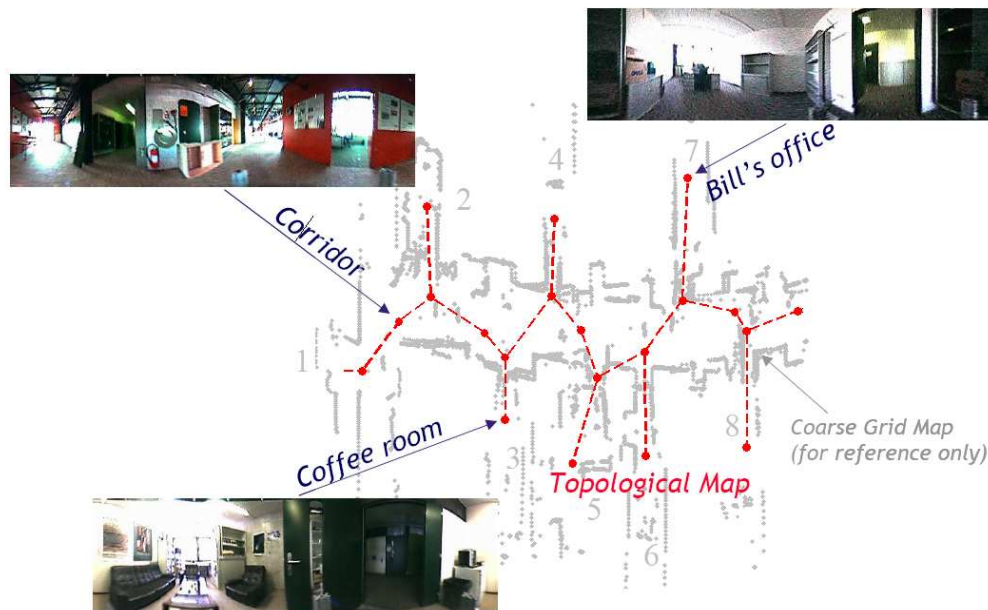 Bill's office
Corridor
2
4
7
1
Coffee room
3
8
Coarse Grid Map
(for reference only)
Topological Map
5
6